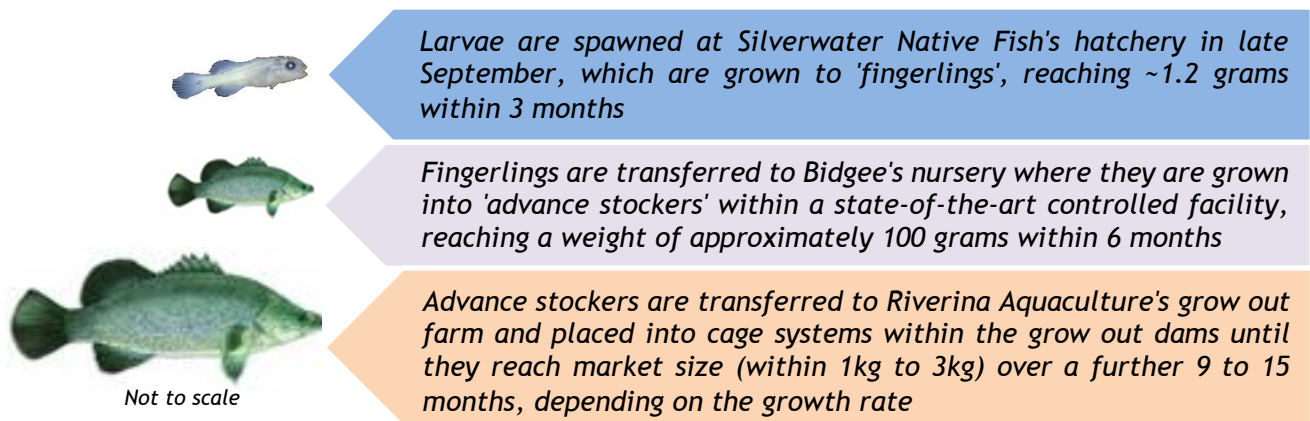 Larvae are spawned at Silverwater Native Fish's hatchery in late
September, which are grown to 'fingerlings', reaching ~1.2 grams
within 3 months
Fingerlings are transferred to Bidgee's nursery where they are grown
into 'advance stockers' within a state-of-the-art controlled facility,
reaching a weight of approximately 100 grams within 6 months
Advance stockers are transferred to Riverina Aquaculture's grow out
farm and placed into cage systems within the grow out dams until
they reach market size (within 1kg to 3kg) over a further 9 to 15
months, depending on the growth rate
Not to scale